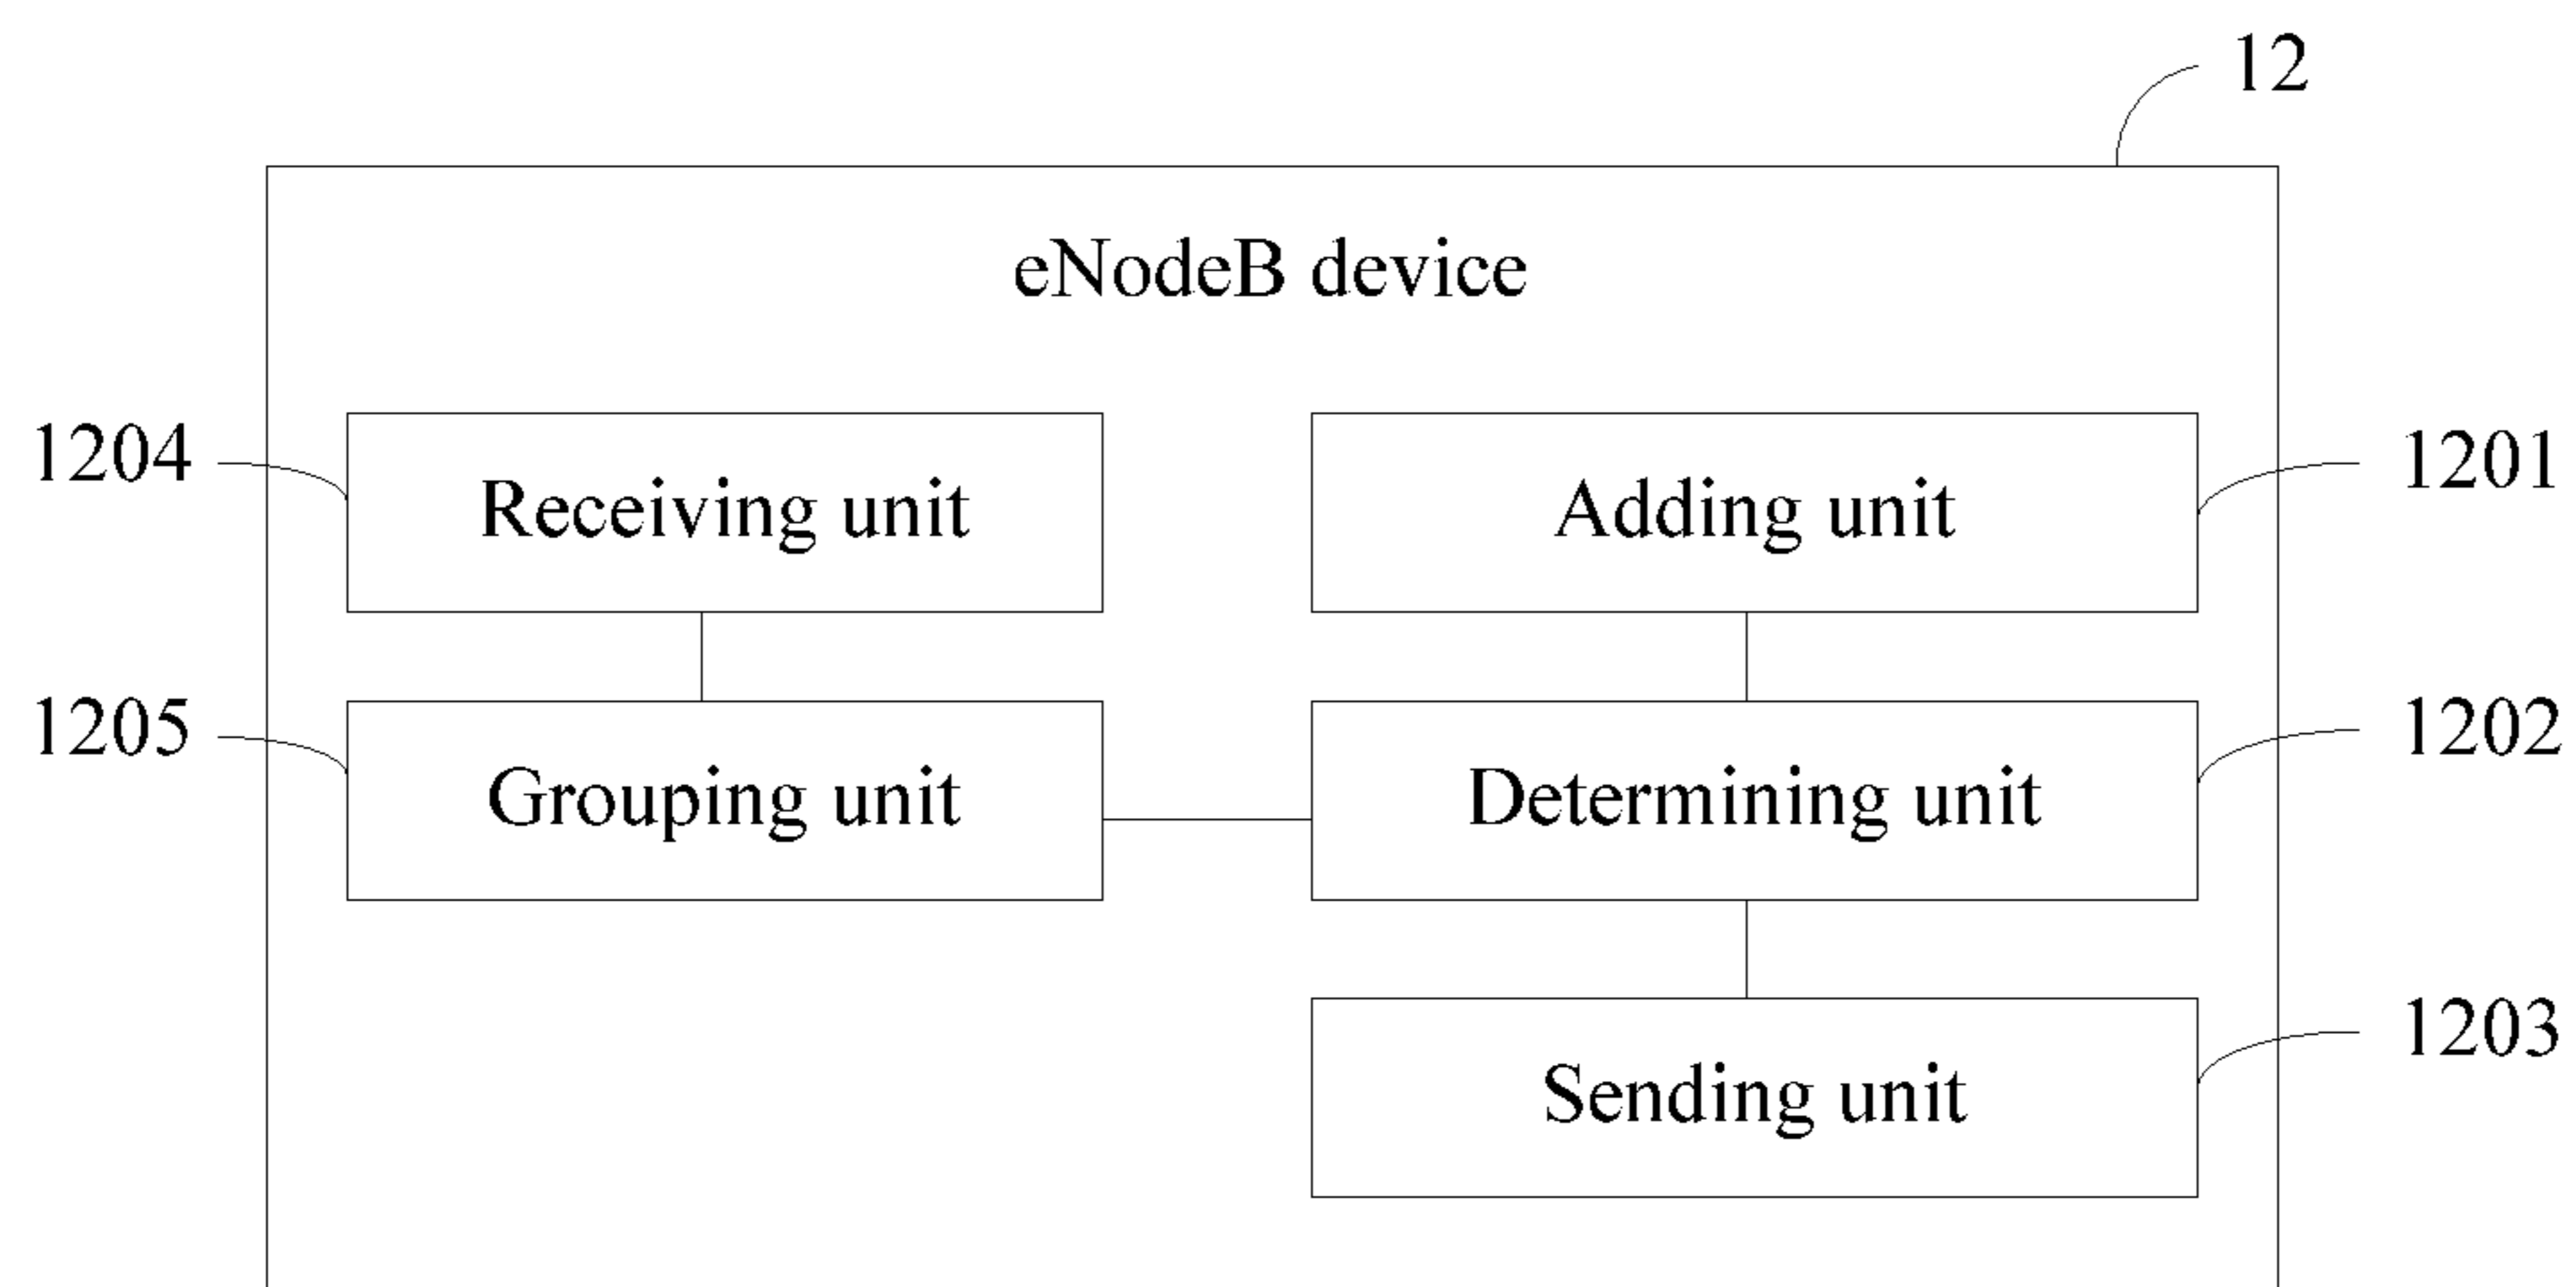 12
eNodeB device
1204
Receiving unit
Adding unit
1201
1205
Grouping unit
Determining unit
1202
Sending unit
1203